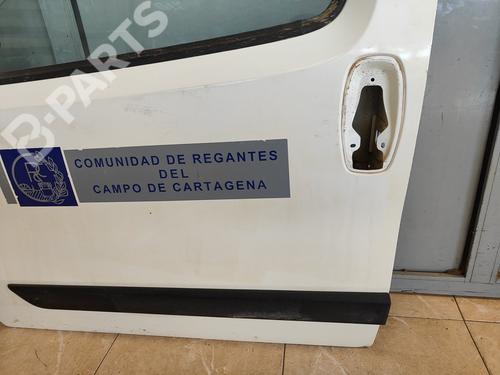 B-PARTS
COMUNIDAD DE REGANTES
DEL
CAMPO DE CARTAGENA